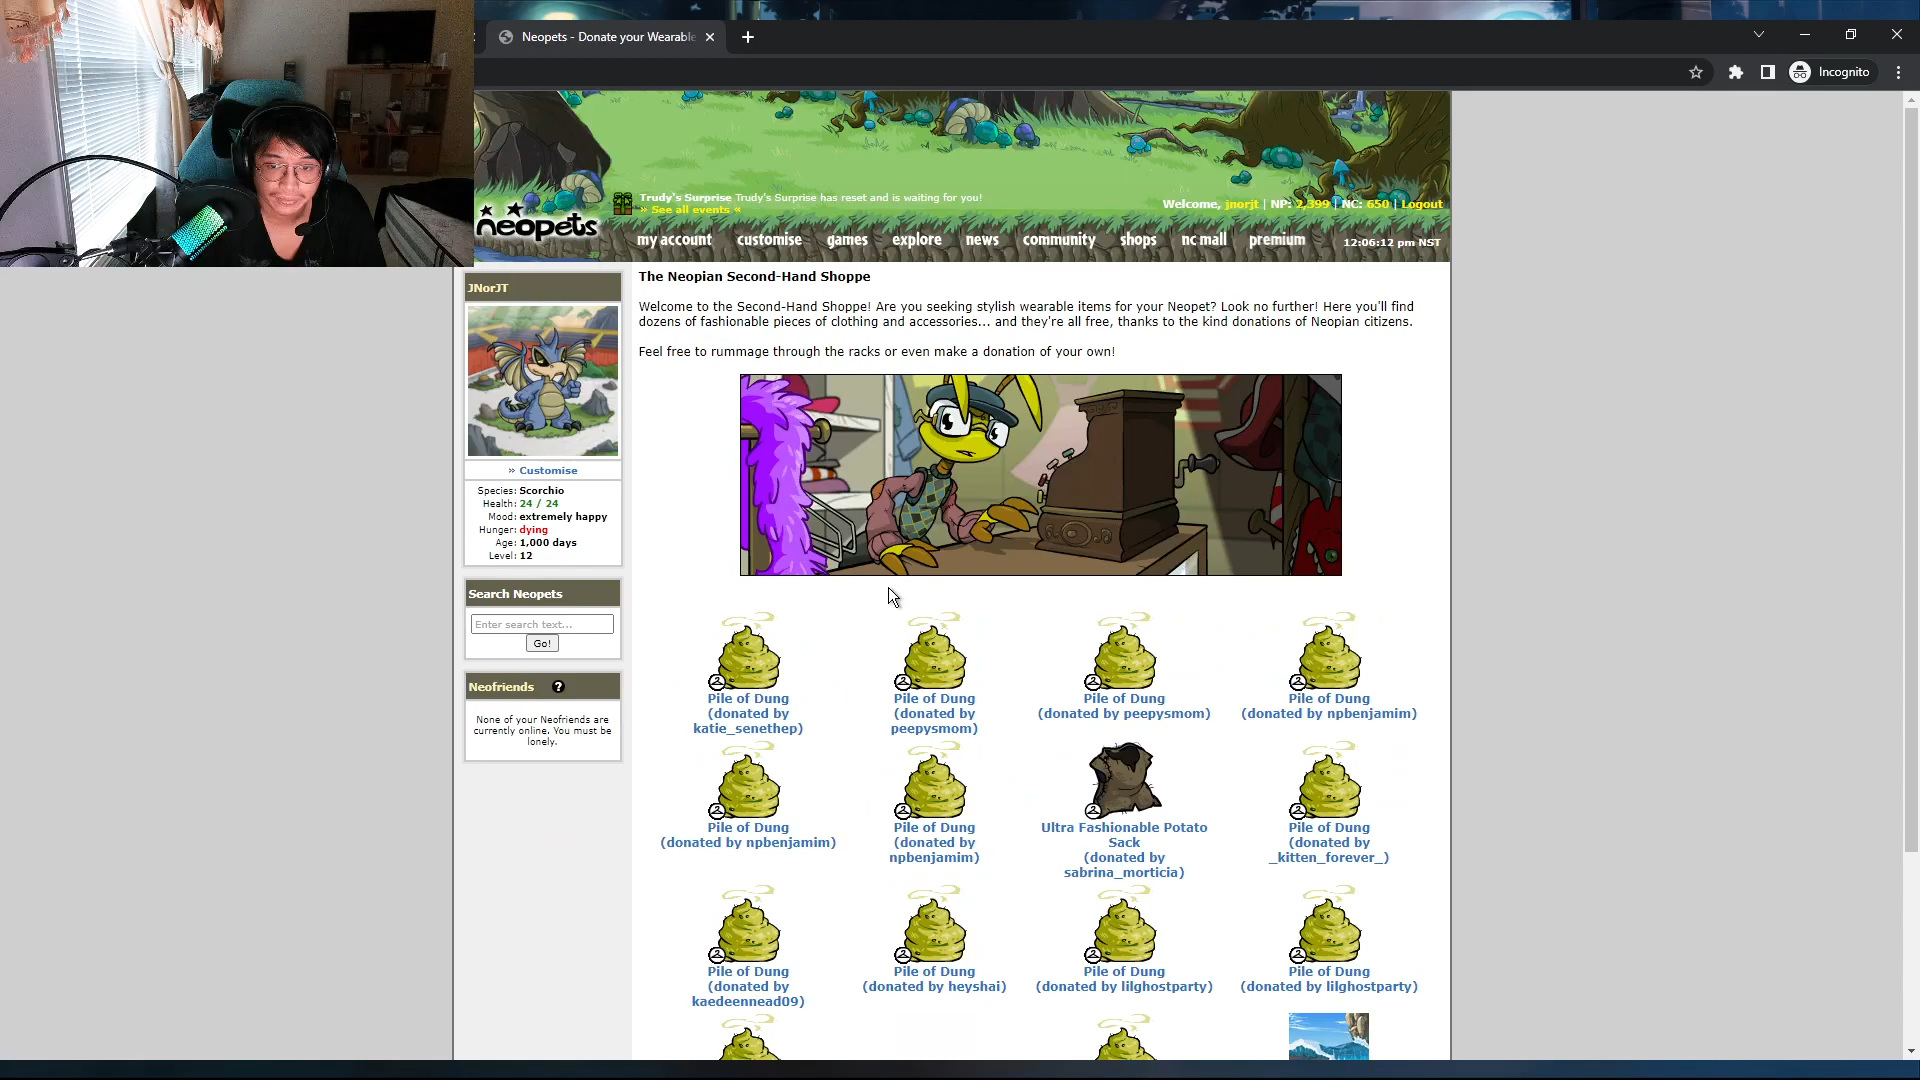 Neopets - Donate your Wearable
Incognito
Trudy's Surprise Trudy's Surprise has reset and is waiting for you!
» See all events «
Welcome, jnorjt | NP: 2,399 | NC: 650 | Logout
neopets
my account customise games explore news community shops nc mall premium 12:06:12 pm NST
JNorJT
» Customise
Species: Scorchio
Health: 24 / 24
Mood: extremely happy
Hunger: dying
Age: 1,000 days
Level: 12
Search Neopets
Enter search text...
Go!
Neofriends ?
None of your Neofriends are
currently online. You must be
lonely.
The Neopian Second-Hand Shoppe
Welcome to the Second-Hand Shoppe! Are you seeking stylish wearable items for your Neopet? Look no further! Here you'll find
dozens of fashionable pieces of clothing and accessories... and they're all free, thanks to the kind donations of Neopian citizens.
Feel free to rummage through the racks or even make a donation of your own!
Pile of Dung
(donated by
katie_senethep)
Pile of Dung
(donated by
peepysmom)
Pile of Dung
(donated by peepysmom)
Pile of Dung
(donated by npbenjamim)
Pile of Dung
(donated by npbenjamim)
Pile of Dung
(donated by
npbenjamim)
Ultra Fashionable Potato
Sack
(donated by
sabrina_morticia)
Pile of Dung
(donated by
_kitten_forever_)
Pile of Dung
(donated by
kaedeennead09)
Pile of Dung
(donated by heyshai)
Pile of Dung
(donated by lilghostparty)
Pile of Dung
(donated by lilghostparty)